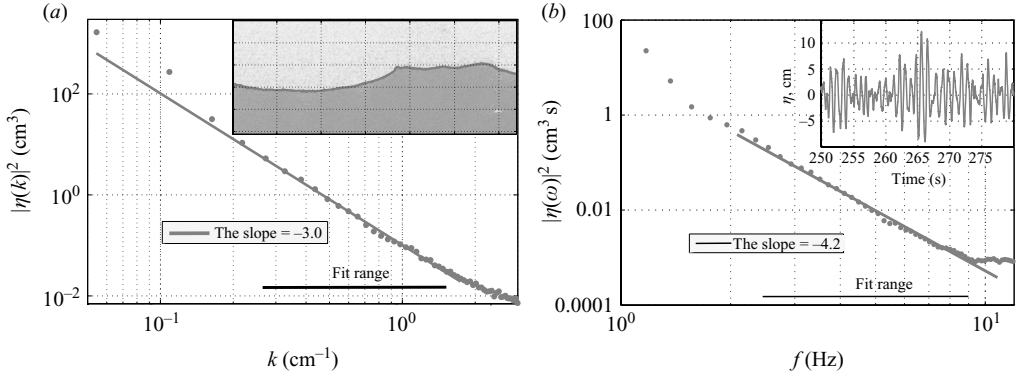 (a)
10²
10⁰
10⁻²
|η(k)|² (cm³)
The slope = –3.0
Fit range
10⁻¹
10⁰
k (cm⁻¹)
(b)
100
1
0.01
0.0001
|η(ω)|² (cm³ s)
10
5
0
−5
η, cm
250 255 260 265 270 275
Time (s)
The slope = –4.2
Fit range
10⁰
10¹
f (Hz)